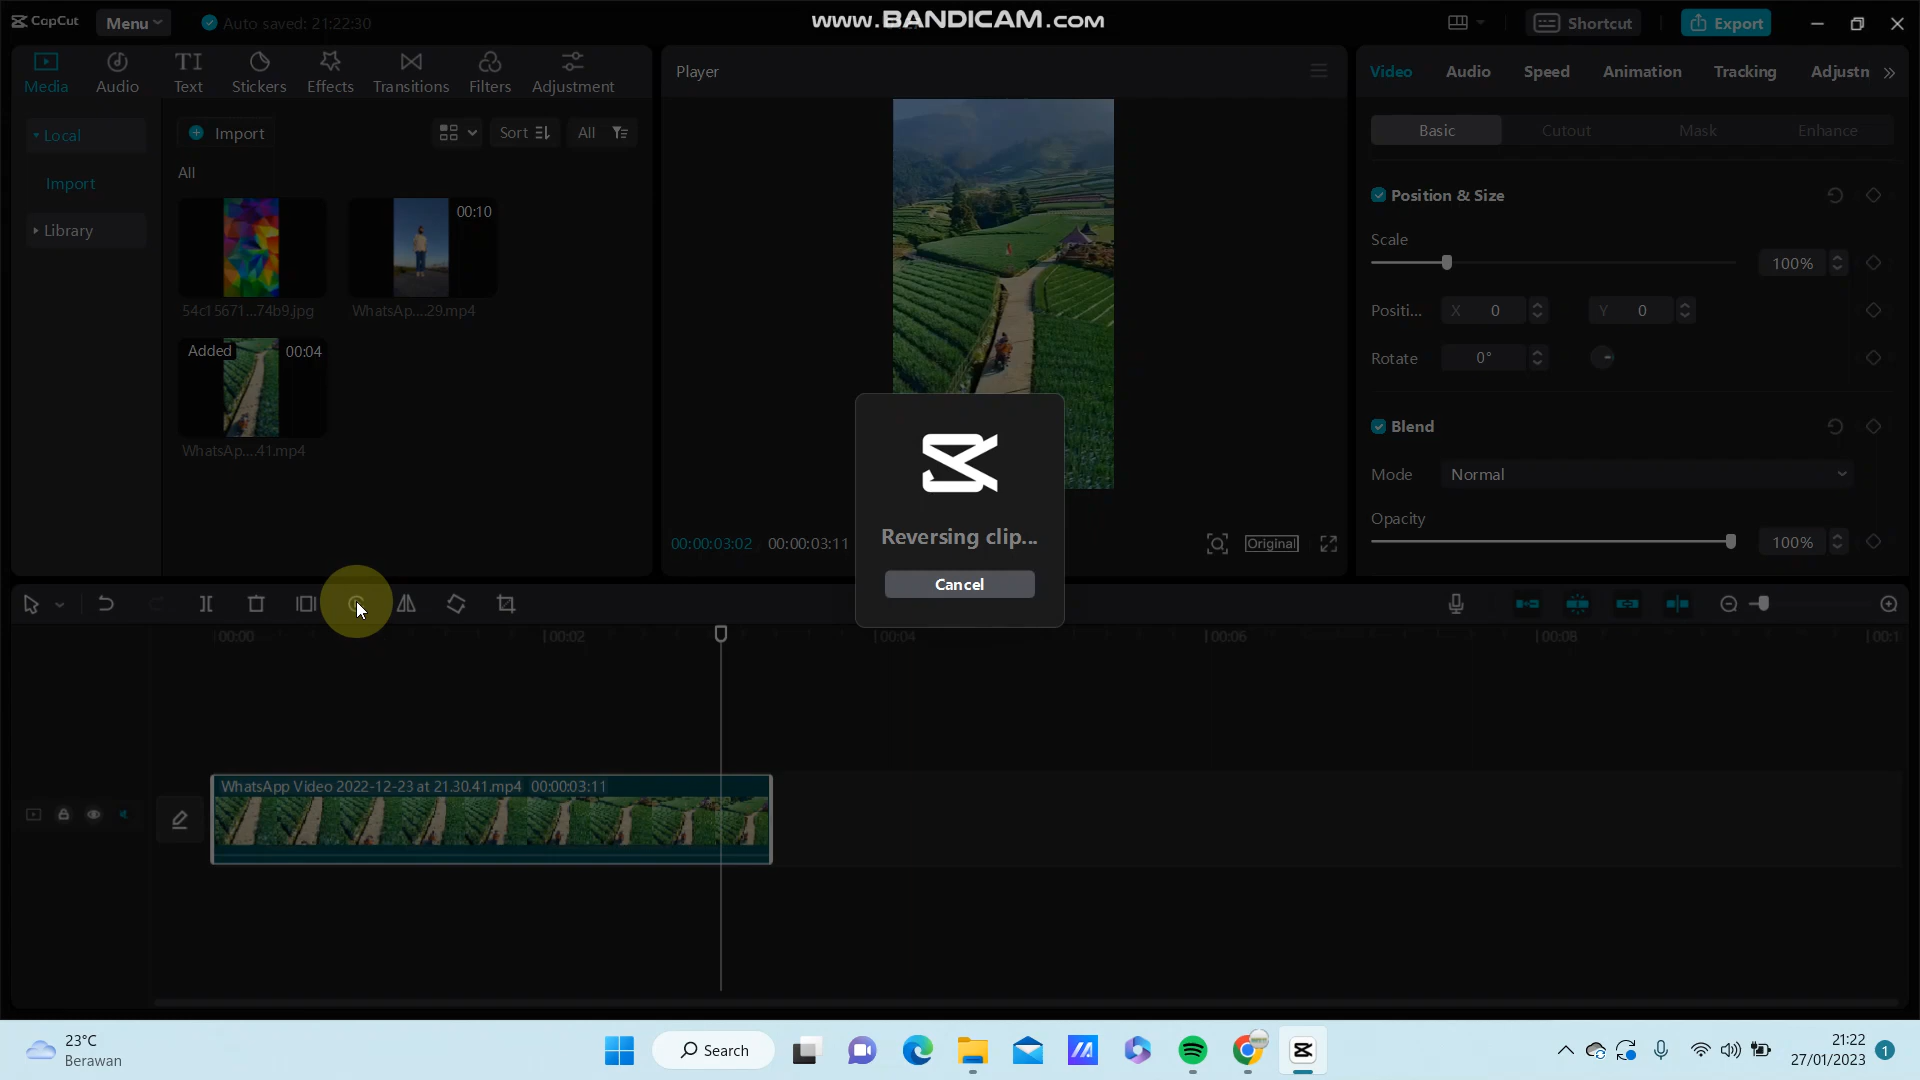 CapCut
Menu
Auto saved: 21:22:30
www.BANDICAM.com
Shortcut
Export
Media
Audio
Text
Stickers
Effects
Transitions
Filters
Adjustment
Local
Import
Library
Import
Sort
All
All
54c15671...74b9.jpg
00:10
WhatsAp....29.mp4
Added
00:04
WhatsAp....41.mp4
Player
00:00:03:02
00:00:03:11
Original
Reversing clip...
Cancel
Video
Audio
Speed
Animation
Tracking
Adjustn
Basic
Cutout
Mask
Enhance
Position & Size
Scale
100%
Positi...
X 0
Y 0
Rotate
0°
Blend
Mode
Normal
Opacity
100%
00:00
00:02
00:04
00:06
00:08
00:1
WhatsApp Video 2022-12-23 at 21.30.41.mp4 00:00:03:11
23°C
Berawan
Search
21:22
27/01/2023
1